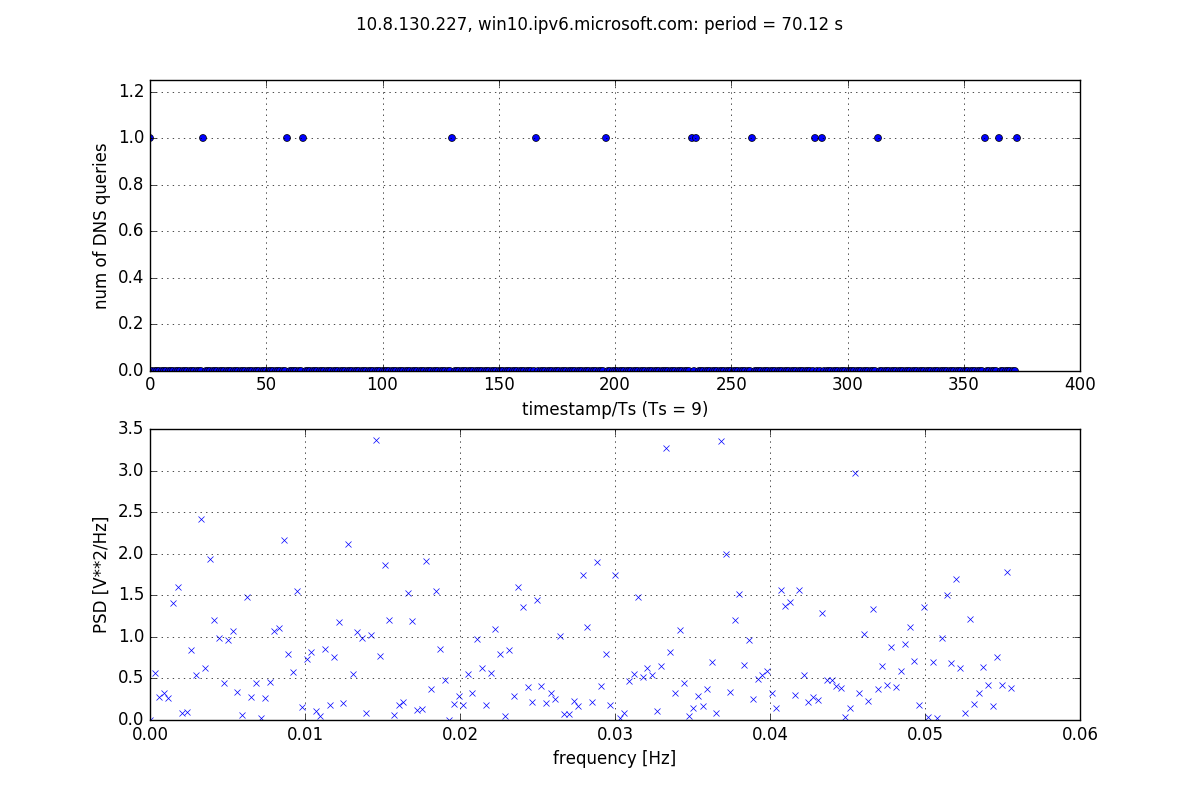 10.8.130.227, win10.ipv6.microsoft.com: period = 70.12 s
num of DNS queries
1.2
1.0
0.8
0.6
0.4
0.2
0.0
0 50 100 150 200 250 300 350 400
timestamp/Ts (Ts = 9)
PSD [V**2/Hz]
3.5
3.0
2.5
2.0
1.5
1.0
0.5
0.0
0.00 0.01 0.02 0.03 0.04 0.05 0.06
frequency [Hz]